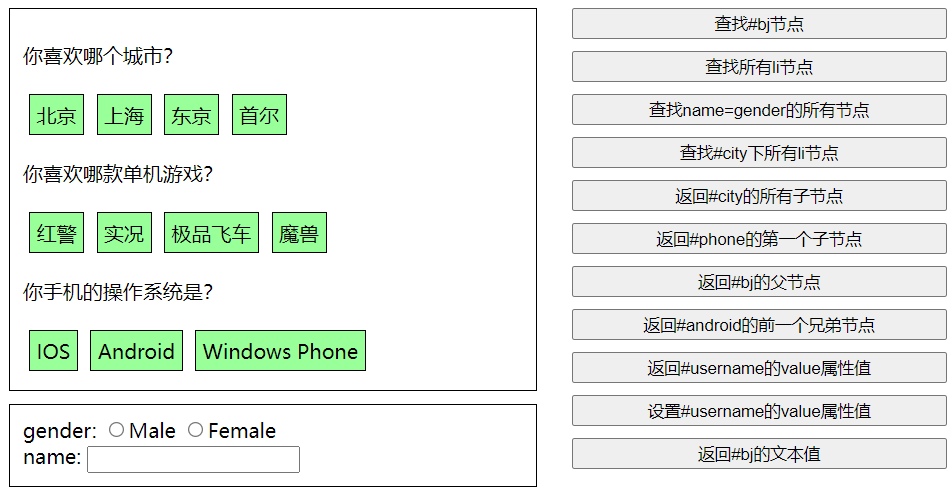 你喜欢哪个城市？
北京 上海 东京 首尔
你喜欢哪款单机游戏？
红警 实况 极品飞车 魔兽
你手机的操作系统是？
IOS Android Windows Phone
gender: Male Female
name:
查找#bj节点
查找所有li节点
查找name=gender的所有节点
查找#city下所有li节点
返回#city的所有子节点
返回#phone的第一个子节点
返回#bj的父节点
返回#android的前一个兄弟节点
返回#username的value属性值
设置#username的value属性值
返回#bj的文本值